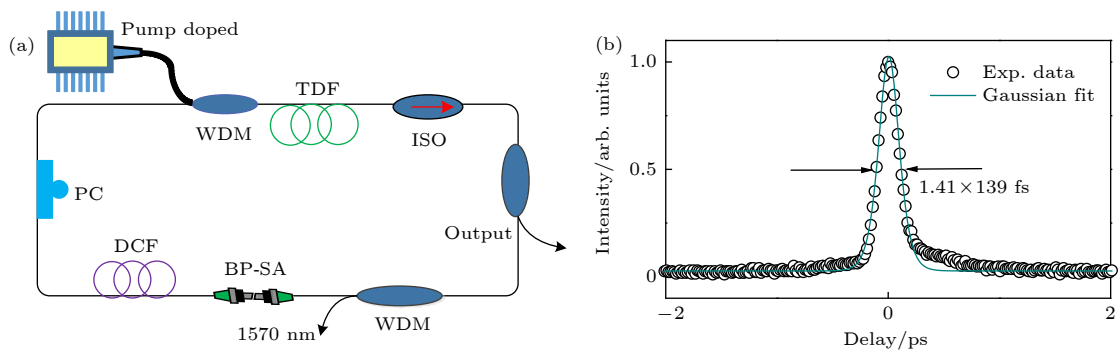 (a)
Pump doped
WDM
TDF
ISO
PC
Output
DCF
BP-SA
1570 nm
WDM
(b)
Intensity/arb. units
1.0
0.5
0
Exp. data
Gaussian fit
1.41×139 fs
−2
0
2
Delay/ps